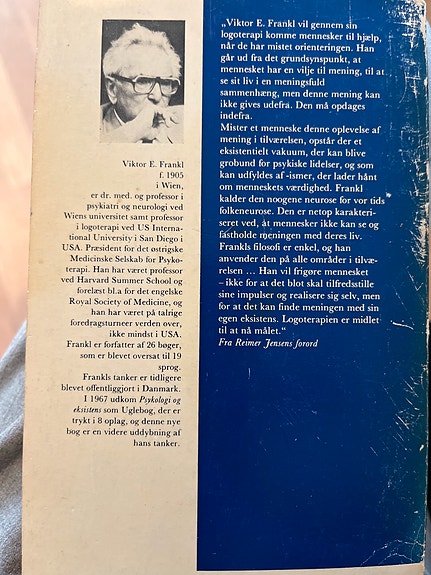 Viktor E. Frankl
f. 1905
i Wien,
er dr. med. og professor i
psykiatri og neurologi ved
Wiens universitet samt professor
i logoterapi ved US Interna-
tional University i San Diego i
USA. Præsident for det østrigske
Medicinske Selskab for Psyko-
terapi. Han har været professor
ved Harvard Summer School og
forelæst bl.a for det engelske
Royal Society of Medicine, og
han har været på talrige
foredragsturneer verden over,
ikke mindst i USA.
Frankl er forfatter af 26 bøger,
som er blevet oversat til 19
sprog.
Frankls tanker er tidligere
blevet offentliggjort i Danmark.
I 1967 udkom Psykologi og
eksistens som Uglebog, der er
trykt i 8 oplag, og denne nye
bog er en videre uddybning af
hans tanker.
„Viktor E. Frankl vil gennem sin
logoterapi komme mennesker til hjælp,
når de har mistet orienteringen. Han
går ud fra det grundsynspunkt, at
mennesket har en vilje til mening, til at
se sit liv i en meningsfuld
sammenhæng, men denne mening kan
ikke gives udefra. Den må opdages
indefra.
Mister et menneske denne oplevelse af
mening i tilværelsen, opstår der et
eksistentielt vakuum, der kan blive
grobund for psykiske lidelser, og som
kan udfyldes af -ismer, der lader hånt
om menneskets værdighed. Frankl
kalder den noogene neurose for vor tids
folkeneurose. Den er netop karakteri-
seret ved, at mennesker ikke kan se og
fastholde meningen med deres liv.
Frankls filosofi er enkel, og han
anvender den på alle områder i tilvæ-
relsen ... Han vil frigøre mennesket
– ikke for at det blot skal tilfredsstille
sine impulser og realisere sig selv, men
for at det kan finde meningen med sin
egen eksistens. Logoterapien er midlet
til at nå målet.“
Fra Reimer Jensens forord